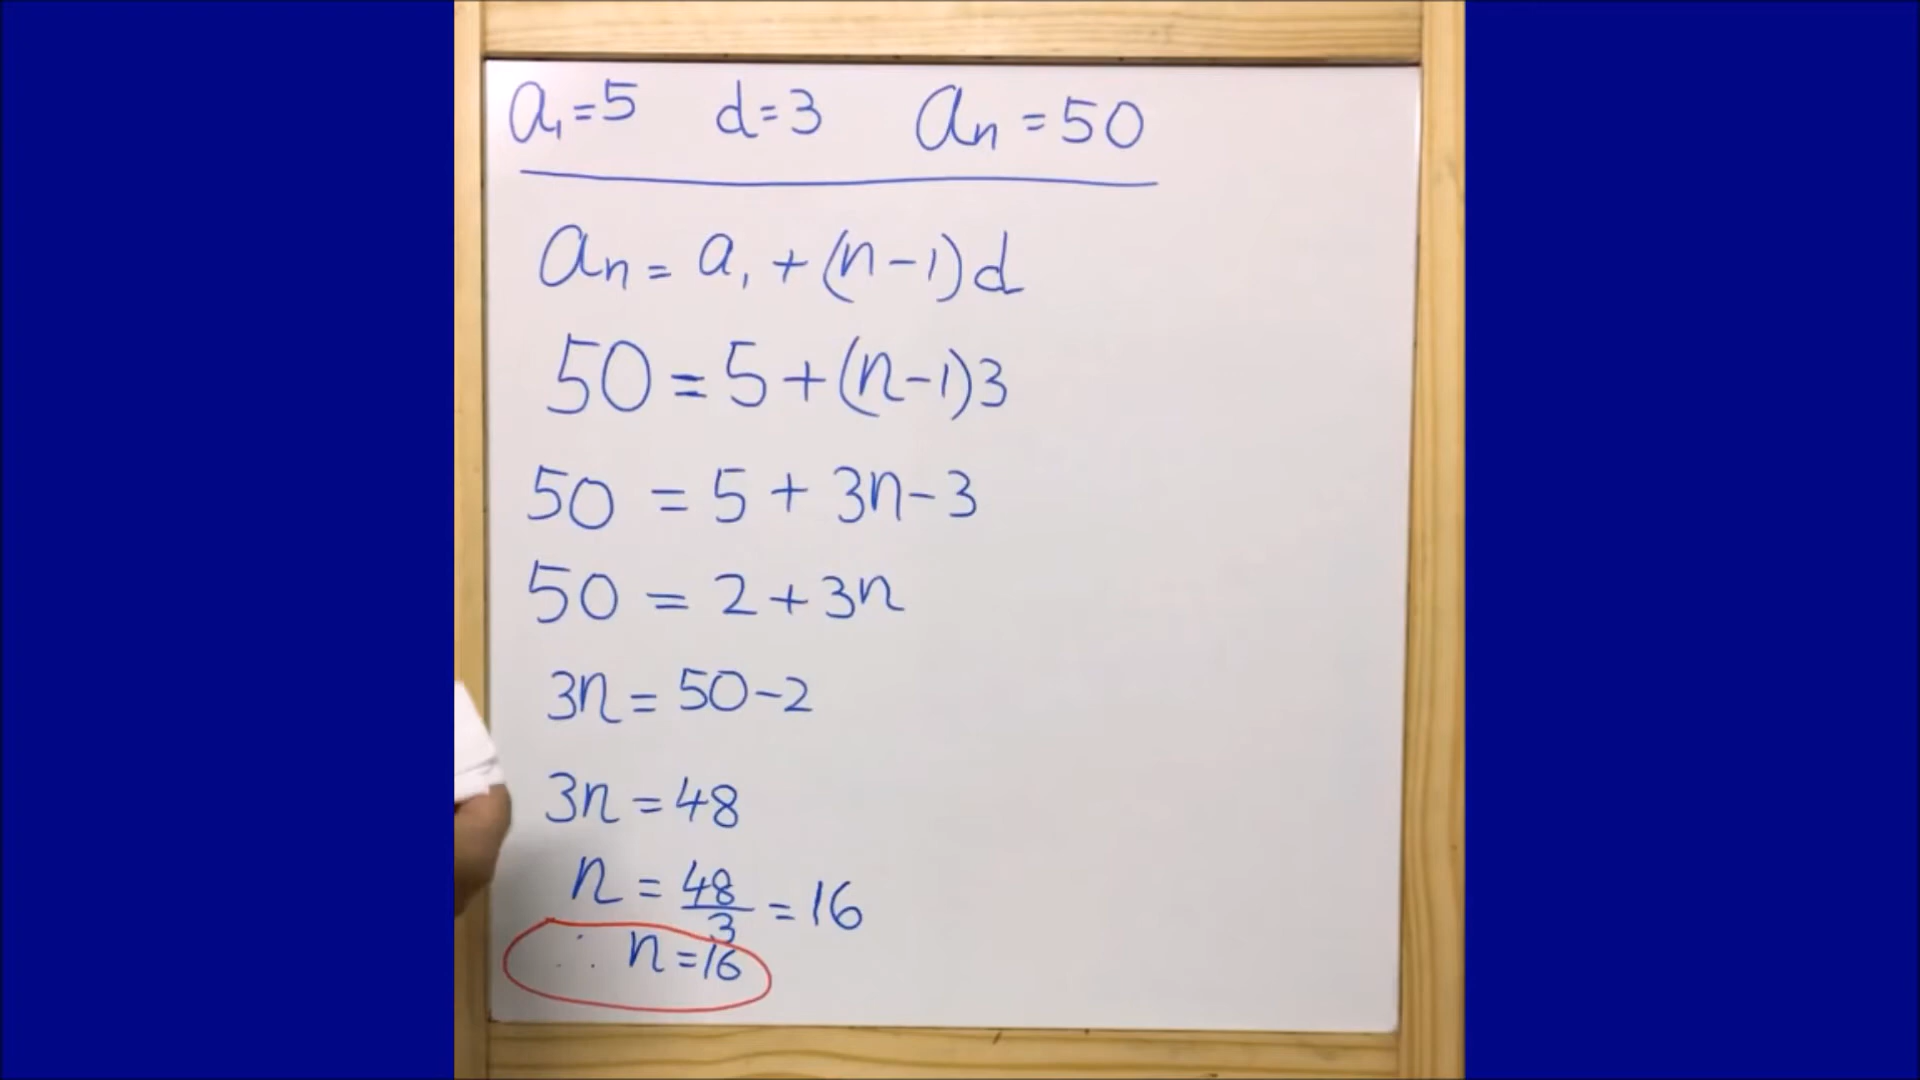 a₁=5 d=3 an=50
an = a₁ + (n-1)d
50 = 5 + (n-1)3
50 = 5 + 3n-3
50 = 2 + 3n
3n = 50-2
3n = 48
n = 48/3 = 16
∴ n=16